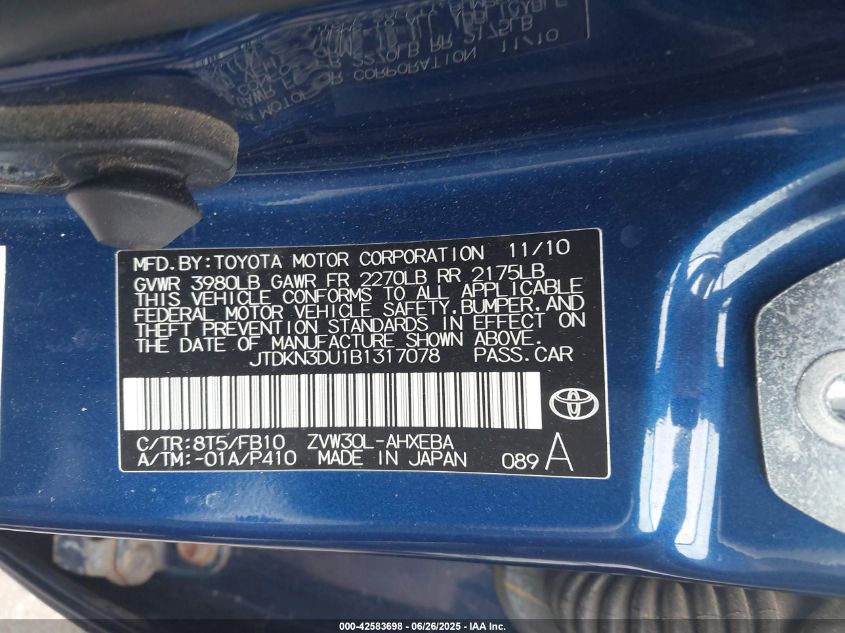 MFD.BY:TOYOTA MOTOR CORPORATION 11/10
GVWR 3980LB GAWR FR 2270LB RR 2175LB
THIS VEHICLE CONFORMS TO ALL APPLICABLE
FEDERAL MOTOR VEHICLE SAFETY,BUMPER,AND
THEFT PREVENTION STANDARDS IN EFFECT ON
THE DATE OF MANUFACTURE SHOWN ABOVE.
JTDKN3DU1B1317078 PASS.CAR
C/TR:8T5/FB10 ZVW30L-AHXEBA
A/TM:-01A/P410 MADE IN JAPAN 089 A
000-42583698 - 06/26/2025 - IAA Inc.